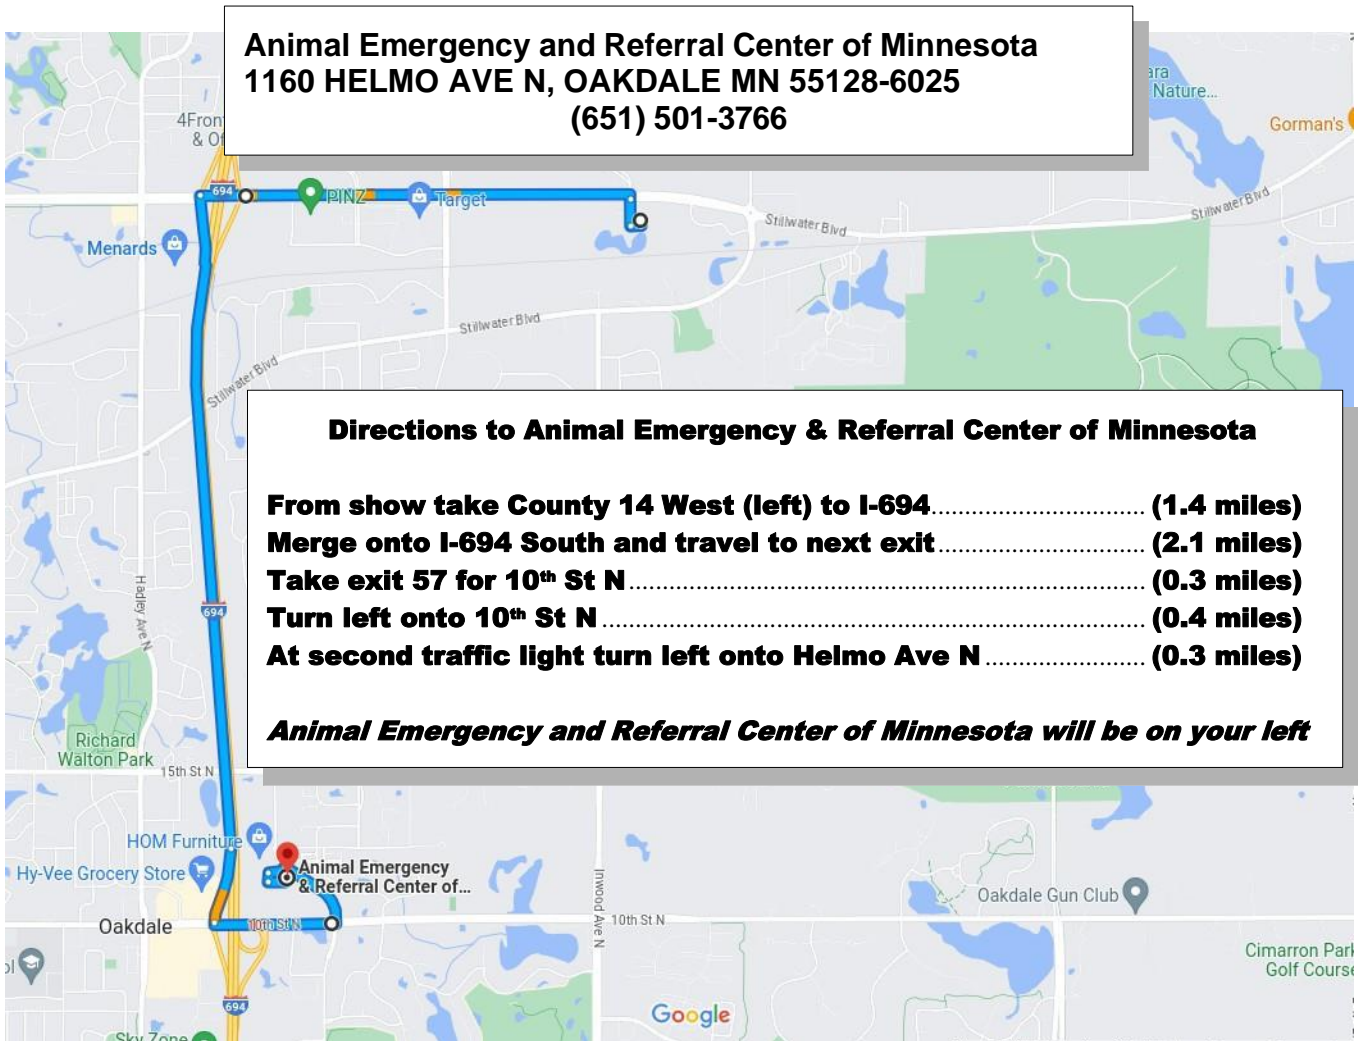 Animal Emergency and Referral Center of Minnesota
1160 HELMO AVE N, OAKDALE MN 55128-6025
(651) 501-3766
ara
Nature...
4Fron
& Of
Gorman's
694
PINZ
Target
Stillwater Blvd
Stillwater Blvd
Menards
Stillwater Blvd
Stillwater Blvd
Directions to Animal Emergency & Referral Center of Minnesota
From show take County 14 West (left) to I-694.................................. (1.4 miles)
Merge onto I-694 South and travel to next exit................................. (2.1 miles)
Take exit 57 for 10th St N.................................................................................... (0.3 miles)
Turn left onto 10th St N........................................................................................ (0.4 miles)
At second traffic light turn left onto Helmo Ave N.......................... (0.3 miles)
Animal Emergency and Referral Center of Minnesota will be on your left
Hadley Ave N
694
Richard
Walton Park
15th St N
HOM Furniture
Hy-Vee Grocery Store
Animal Emergency
& Referral Center of...
Inwood Ave N
Oakdale Gun Club
Oakdale
10th St N
10th St N
ol
Cimarron Park
Golf Course
694
Google
Sky Zone